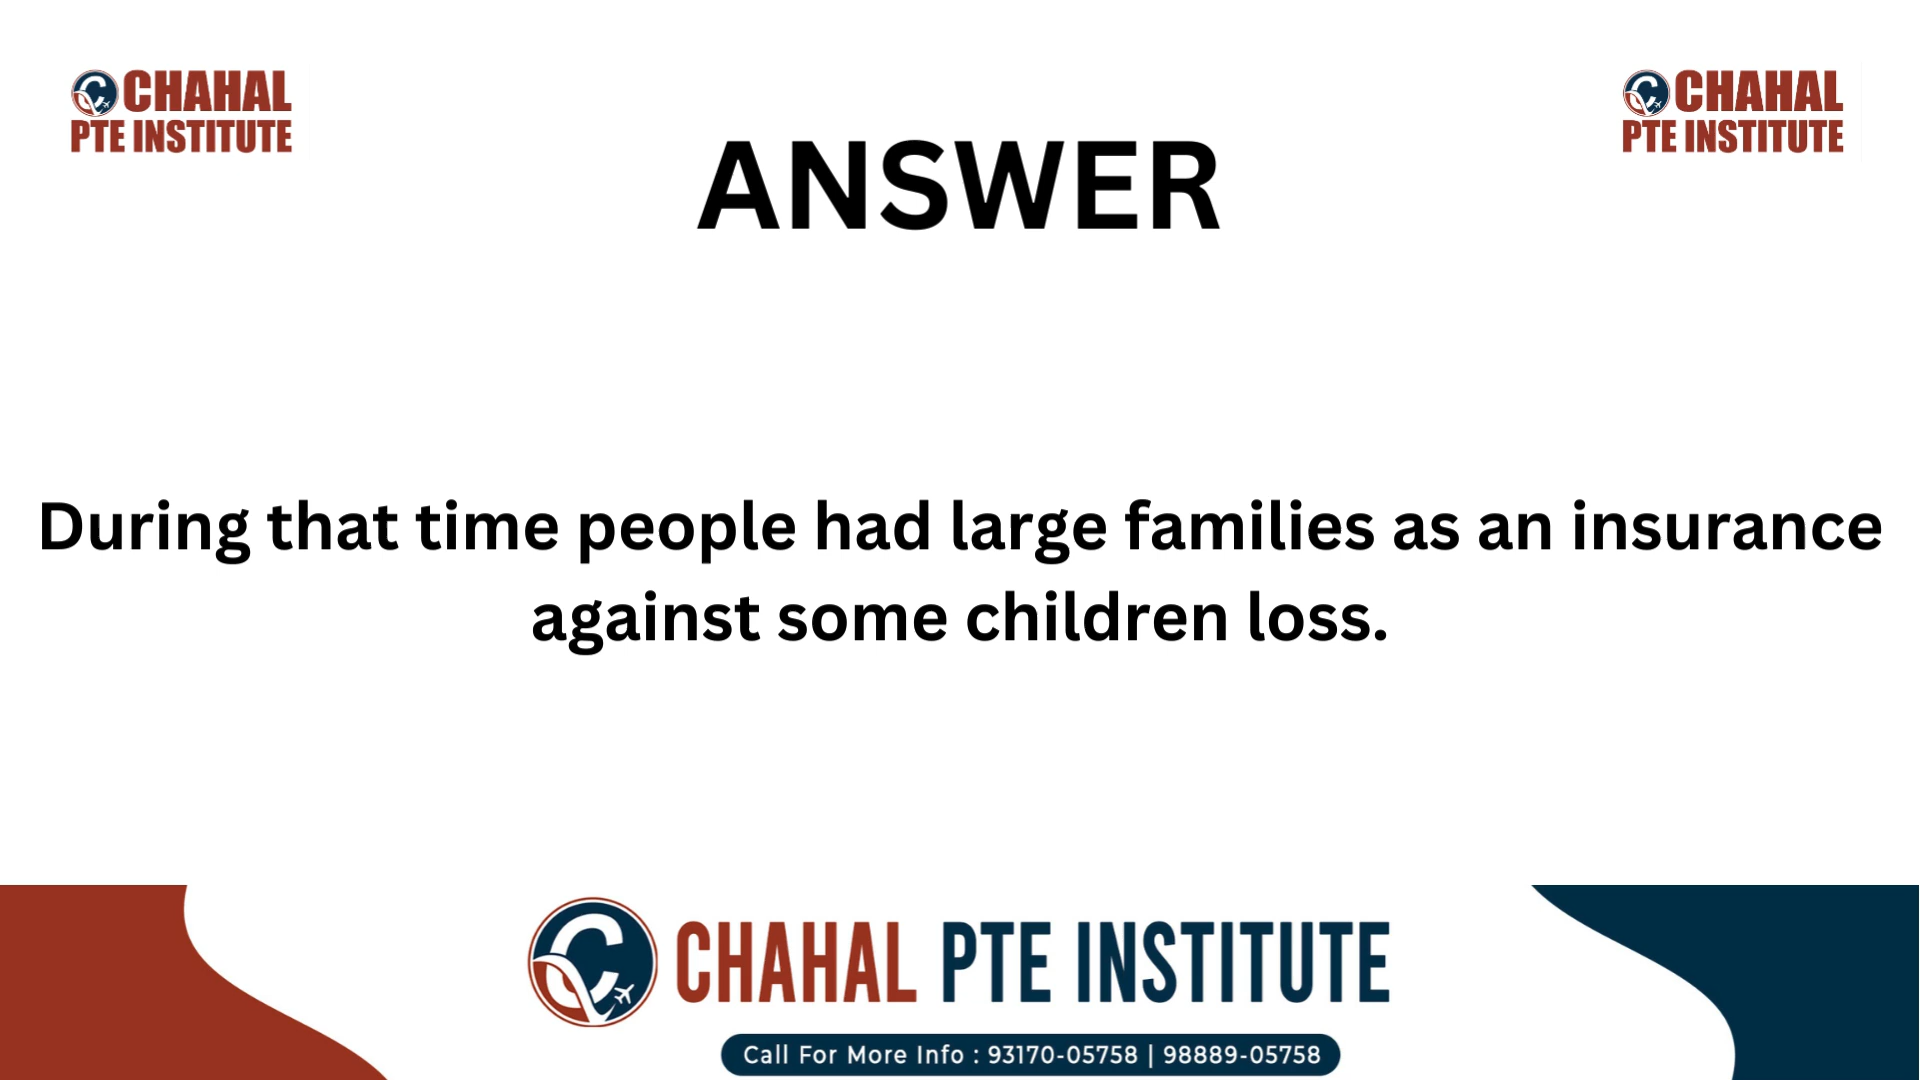 CHAHAL
PTE INSTITUTE
CHAHAL
PTE INSTITUTE
ANSWER
During that time people had large families as an insurance
against some children loss.
CHAHAL PTE INSTITUTE
Call For More Info : 93170-05758 | 98889-05758